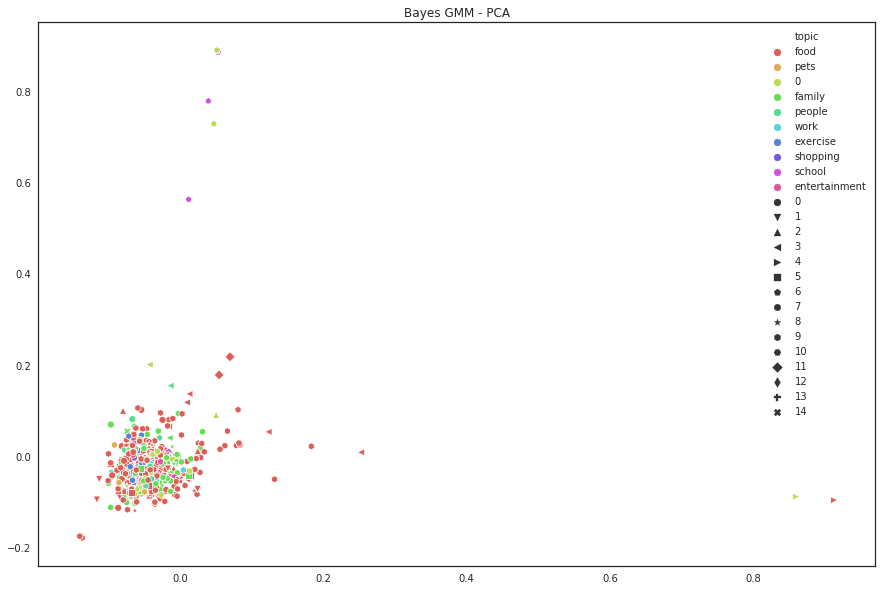 Bayes GMM - PCA
topic
food
pets
0
family
people
work
exercise
shopping
school
entertainment
0
1
2
3
4
5
6
7
8
9
10
11
12
13
14
0.8
0.6
0.4
0.2
0.0
−0.2
0.0 0.2 0.4 0.6 0.8